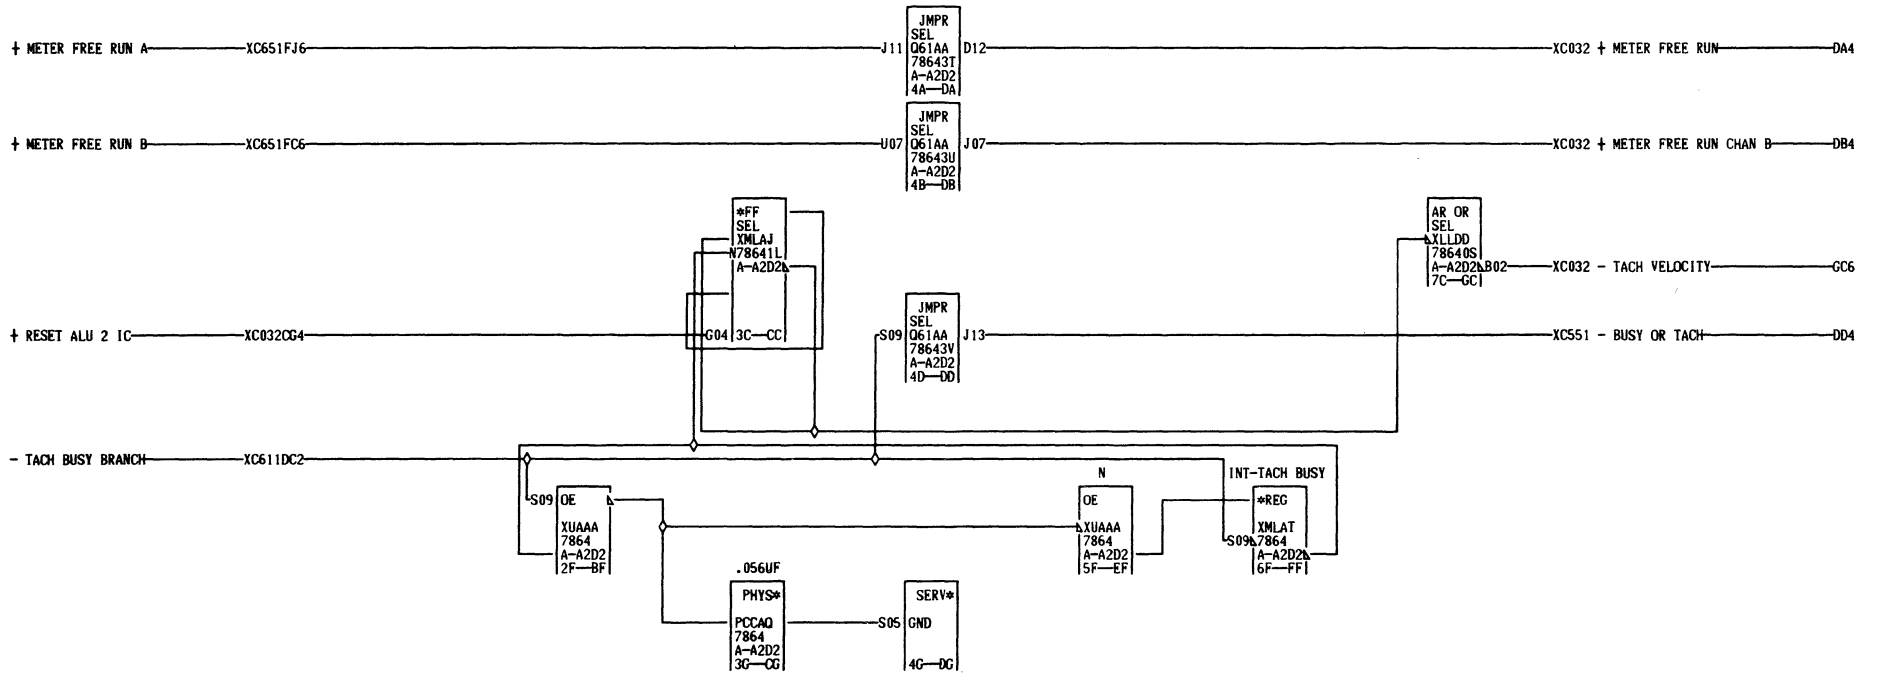 JMPR
SEL
+ METER FREE RUN A XC651FJ6 J11 Q61AA D12 XC032 + METER FREE RUN DA4
78643T
A-A2D2
4A—DA
JMPR
SEL
+ METER FREE RUN B XC651FC6 U07 Q61AA J07 XC032 + METER FREE RUN CHAN B DB4
78643U
A-A2D2
4B—DB
*FF
SEL
XMLAJ
N78641L
A-A2D2
3C—CC
AR OR
SEL
XLLDD
78640S
A-A2D2 B02 XC032 - TACH VELOCITY GC6
7C—GC
JMPR
SEL
+ RESET ALU 2 IC XC032CG4 G04 S09 Q61AA J13 XC551 - BUSY OR TACH DD4
78643V
A-A2D2
4D—DD
- TACH BUSY BRANCH XC611DC2
S09 OE
XUAAA
7864
A-A2D2
2F—BF
N
OE
XUAAA
7864
A-A2D2
5F—EF
INT-TACH BUSY
*REG
XMLAT
S09 7864
A-A2D2
6F—FF
.056UF
PHYS*
PCCAQ
7864
A-A2D2
3G—CG
SERV*
S05 GND
4G—DG